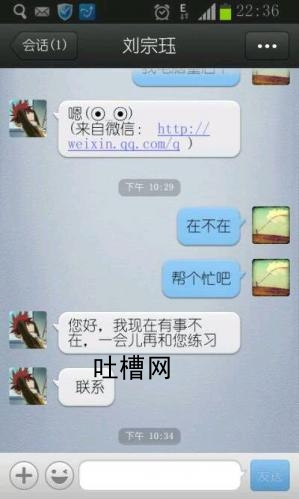 22:36
会话(1)
刘宗珏
嗯(⊙_⊙)
(来自微信: http://
weixin.qq.com/q )
下午 10:29
在不在
帮个忙吧
您好,我现在有事不
在,一会儿再和您练习
联系
吐槽网
下午 10:34
发送